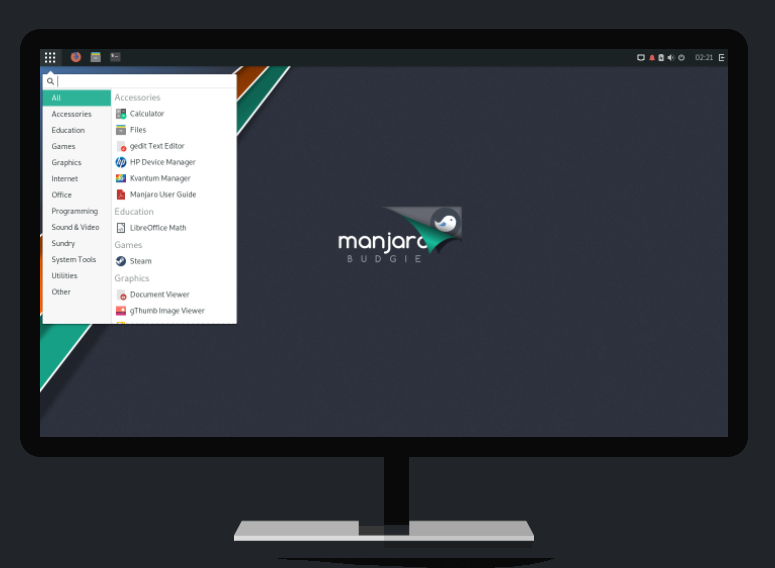 02:21
All
Accessories
Education
Games
Graphics
Internet
Office
Programming
Sound & Video
Sundry
System Tools
Utilities
Other
Accessories
Calculator
Files
gedit Text Editor
HP Device Manager
Kvantum Manager
Manjaro User Guide
Education
LibreOffice Math
Games
Steam
Graphics
Document Viewer
gThumb Image Viewer
manjaro
BUDGIE